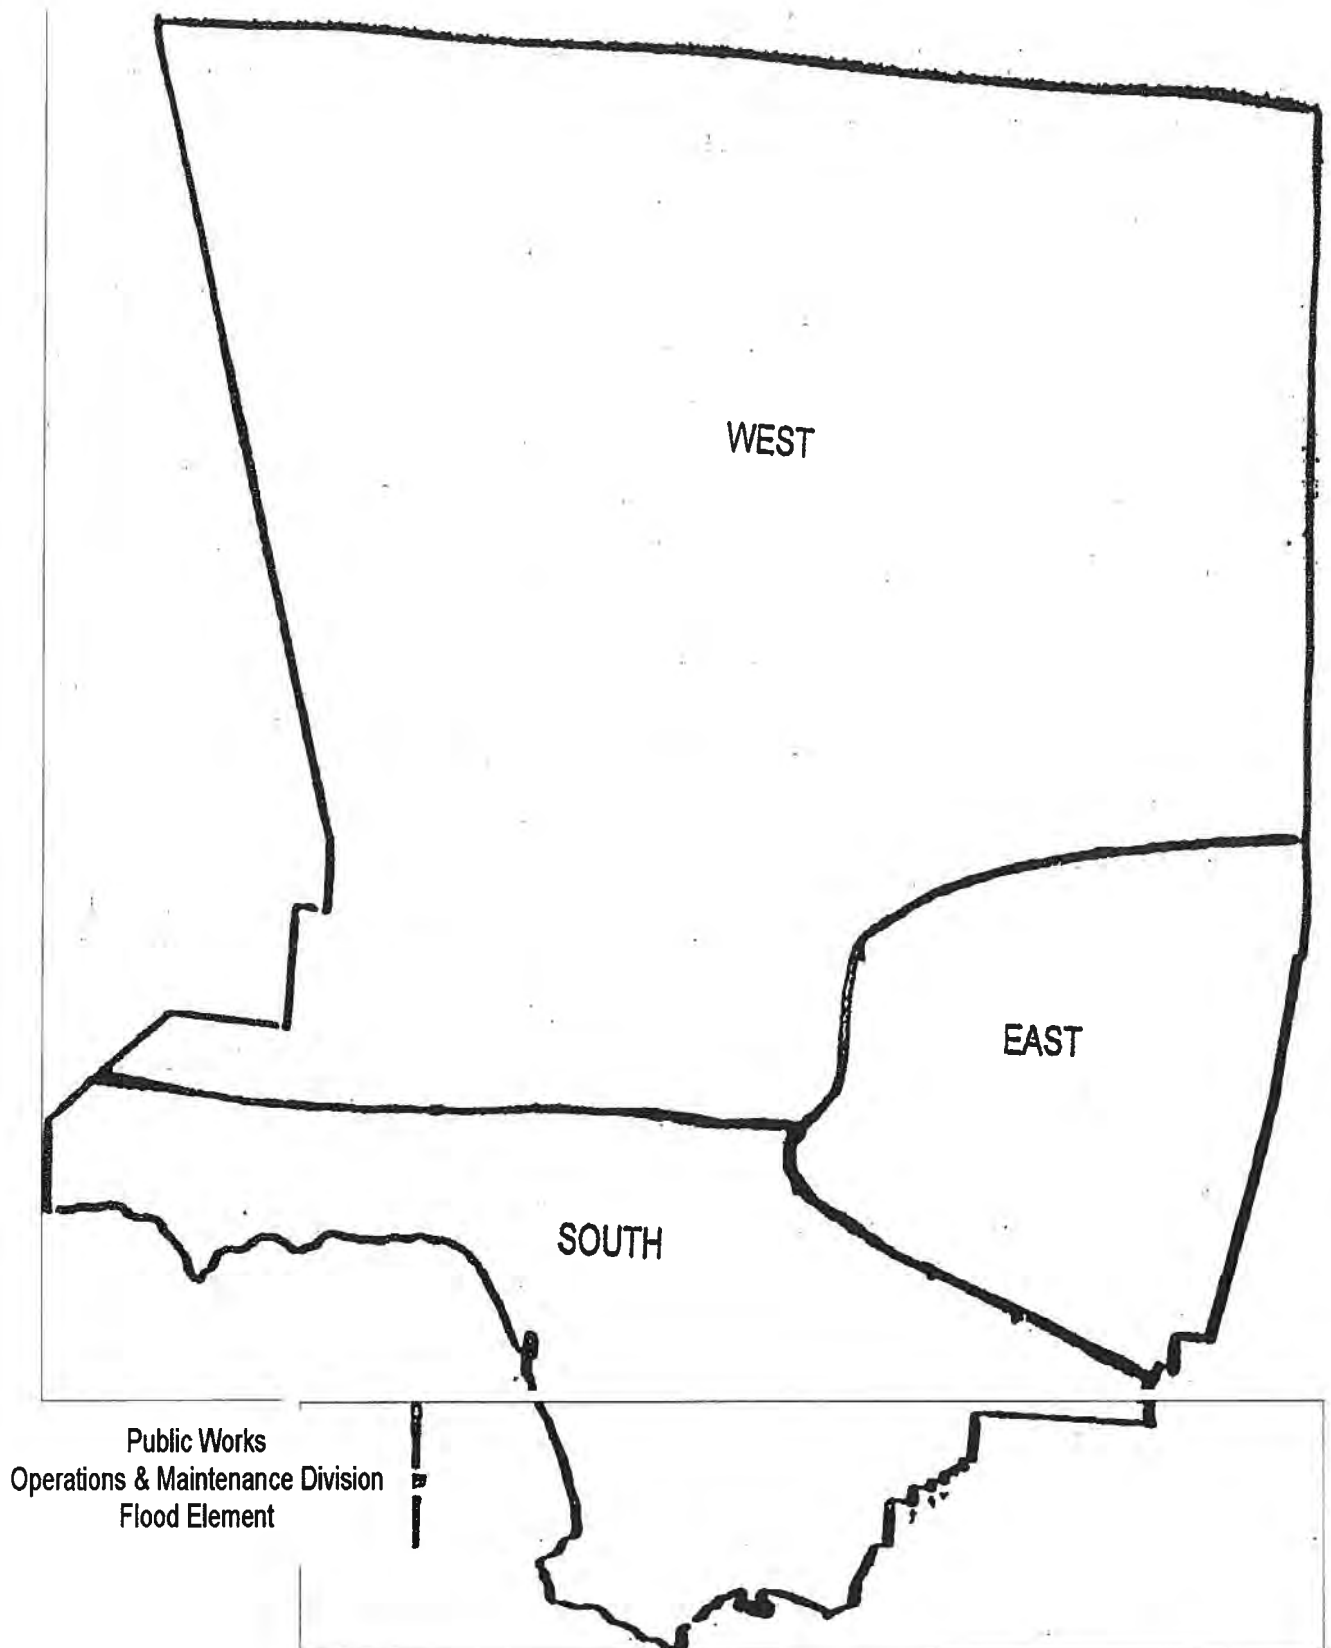 WEST
EAST
SOUTH
Public Works
Operations & Maintenance Division
Flood Element